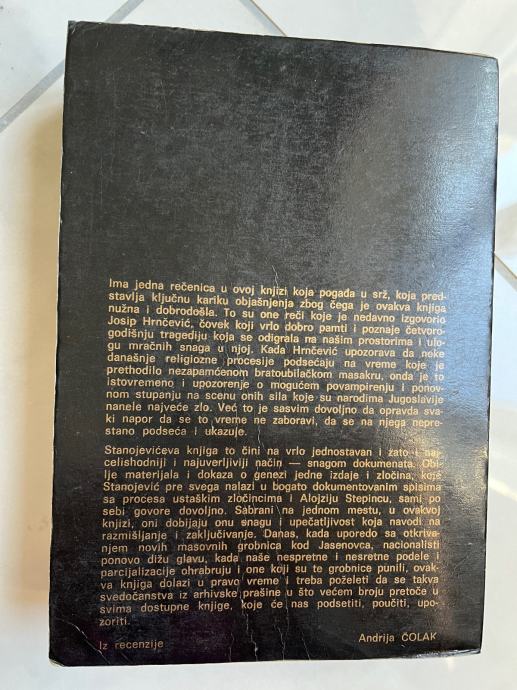 Ima jedna rečenica u ovoj knjizi koja pogađa u srž, koja pred-
stavlja ključnu kariku objašnjenja zbog čega je ovakva knjiga
nužna i dobrodošla. To su one reči koje je nedavno izgovorio
Josip Hrnčević, čovek koji vrlo dobro pamti i poznaje četvoro-
godišnju tragediju koja se odigrala na našim prostorima i ulo-
gu mračnih snaga u njoj. Kada Hrnčević upozorava da neke
današnje religiozne procesije podsećaju na vreme koje je
prethodilo nezapamćenom bratoubilačkom masakru, onda je to
istovremeno i upozorenje o mogućem povampirenju i ponov-
nom stupanju na scenu onih sila koje su narodima Jugoslavije
nanele najveće zlo. Već to je sasvim dovoljno da opravda sva-
ki napor da se to vreme ne zaboravi, da se na njega nepre-
stano podseća i ukazuje.
Stanojevićeva knjiga to čini na vrlo jednostavan i zato i naj-
celishodniji i najuverljiviji način — snagom dokumenata. Obi-
lje materijala i dokaza o genezi jedne izdaje i zločina, koje
Stanojević pre svega nalazi u bogato dokumentovanim spisima
sa procesa ustaškim zločincima i Alojziju Stepincu, sami po
sebi govore dovoljno. Sabrani na jednom mestu, u ovakvoj
knjizi, oni dobijaju onu snagu i upečatljivost koja navodi na
razmišljanje i zaključivanje. Danas, kada uporedo sa otkriva-
njem novih masovnih grobnica kod Jasenovca, nacionalisti
ponovo dižu glavu, kada naše nespretne i nesretne podele i
parcijalizacije ohrabruju i one koji su te grobnice punili, ovak-
va knjiga dolazi u pravo vreme i treba poželeti da se takva
svedočanstva iz arhivske prašine u što većem broju pretoče u
svima dostupne knjige, koje će nas podsetiti, poučiti, upo-
zoriti.
Iz recenzije Andrija ČOLAK